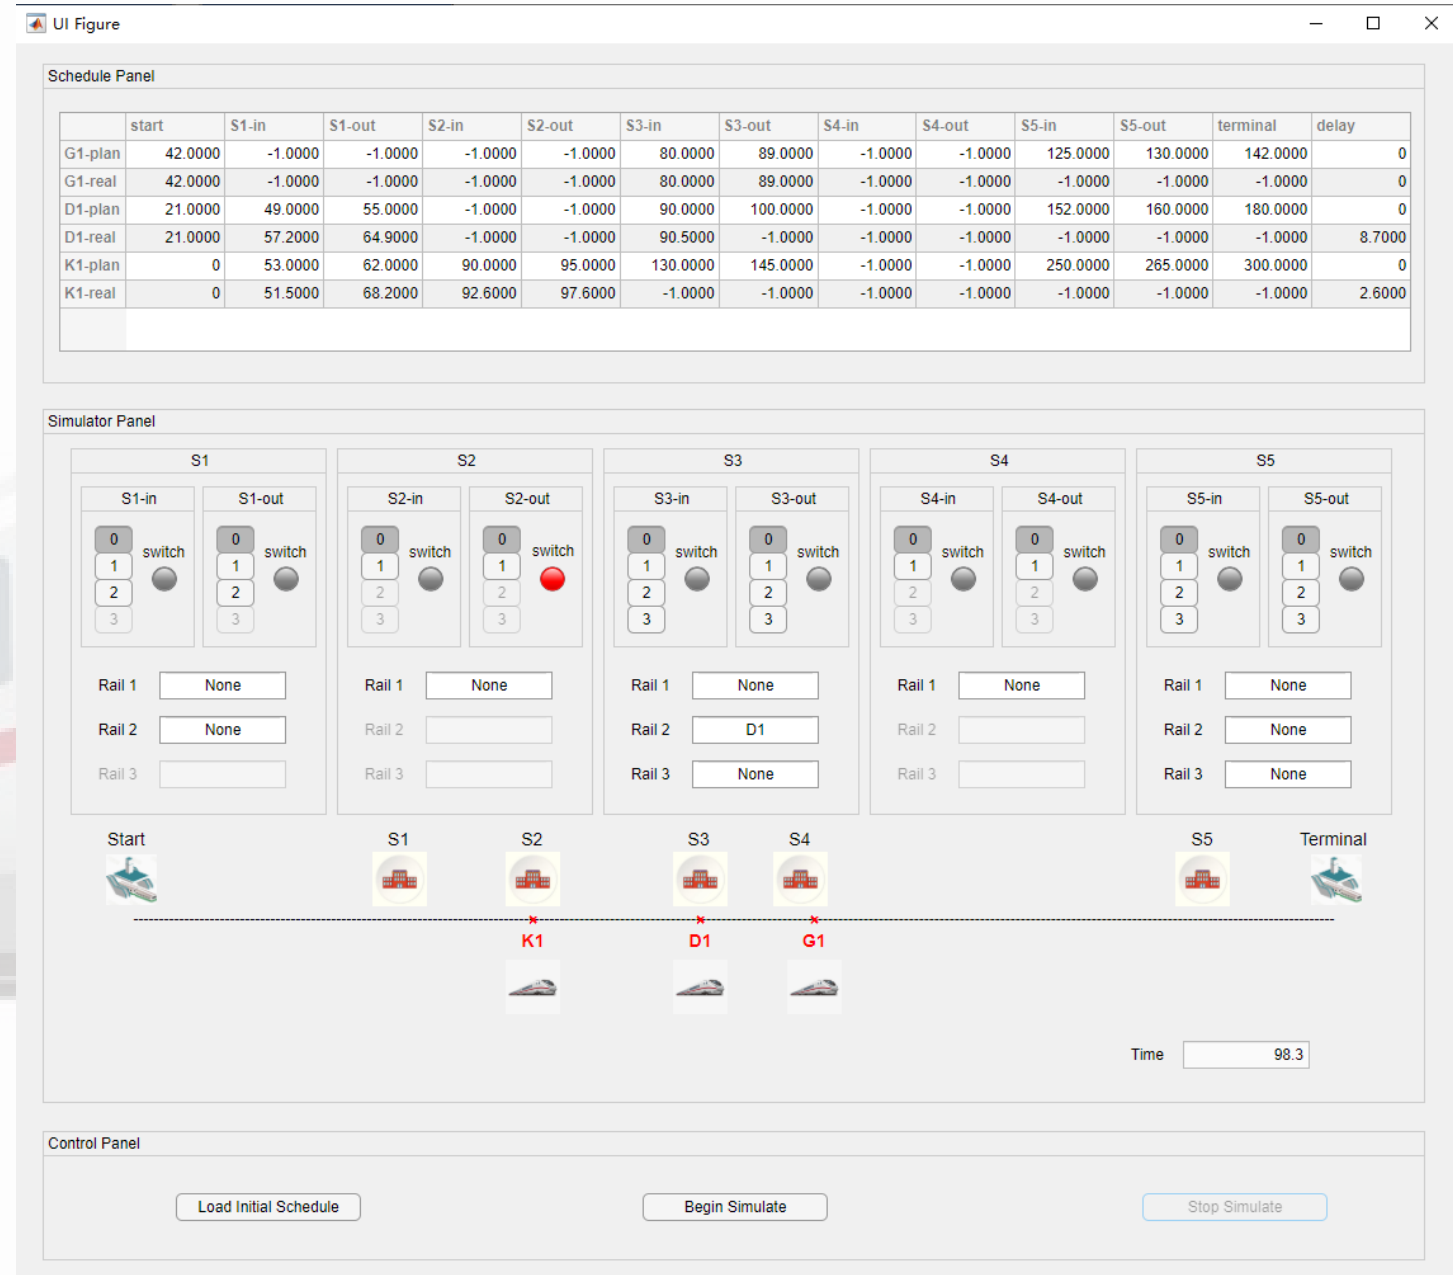 UI Figure
Schedule Panel
start S1-in S1-out S2-in S2-out S3-in S3-out S4-in S4-out S5-in S5-out terminal delay
G1-plan 42.0000 -1.0000 -1.0000 -1.0000 -1.0000 80.0000 89.0000 -1.0000 -1.0000 125.0000 130.0000 142.0000 0
G1-real 42.0000 -1.0000 -1.0000 -1.0000 -1.0000 80.0000 89.0000 -1.0000 -1.0000 -1.0000 -1.0000 -1.0000 0
D1-plan 21.0000 49.0000 55.0000 -1.0000 -1.0000 90.0000 100.0000 -1.0000 -1.0000 152.0000 160.0000 180.0000 0
D1-real 21.0000 57.2000 64.9000 -1.0000 -1.0000 90.5000 -1.0000 -1.0000 -1.0000 -1.0000 -1.0000 -1.0000 8.7000
K1-plan 0 53.0000 62.0000 90.0000 95.0000 130.0000 145.0000 -1.0000 -1.0000 250.0000 265.0000 300.0000 0
K1-real 0 51.5000 68.2000 92.6000 97.6000 -1.0000 -1.0000 -1.0000 -1.0000 -1.0000 -1.0000 -1.0000 2.6000
Simulator Panel
S1 S2 S3 S4 S5
S1-in S1-out S2-in S2-out S3-in S3-out S4-in S4-out S5-in S5-out
0 0 0 0 0 0 0 0 0 0
switch switch switch switch switch switch switch switch switch switch
1 1 1 1 1 1 1 1 1 1
2 2 2 2 2 2 2 2 2 2
3 3 3 3 3 3 3 3 3 3
Rail 1 None Rail 1 None Rail 1 None Rail 1 None Rail 1 None
Rail 2 None Rail 2 Rail 2 D1 Rail 2 Rail 2 None
Rail 3 Rail 3 Rail 3 None Rail 3 Rail 3 None
Start S1 S2 S3 S4 S5 Terminal
K1 D1 G1
Time 98.3
Control Panel
Load Initial Schedule Begin Simulate Stop Simulate